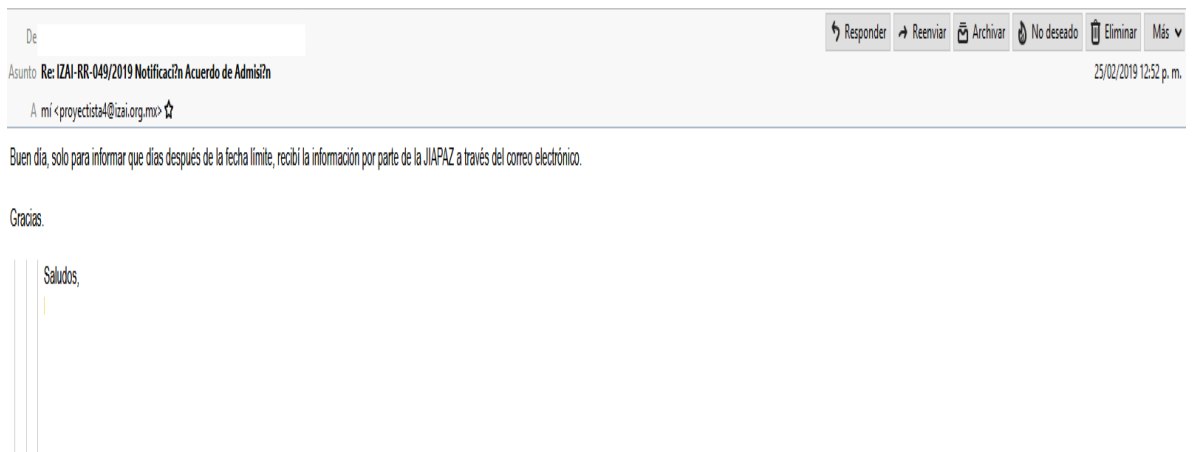 De
Responder Reenviar Archivar No deseado Eliminar Más
Asunto Re: IZAI-RR-049/2019 Notificaci?n Acuerdo de Admisi?n 25/02/2019 12:52 p. m.
A mí <proyectista4@izai.org.mx>
Buen día, solo para informar que días después de la fecha límite, recibí la información por parte de la JIAPAZ a través del correo electrónico.
Gracias.
Saludos,